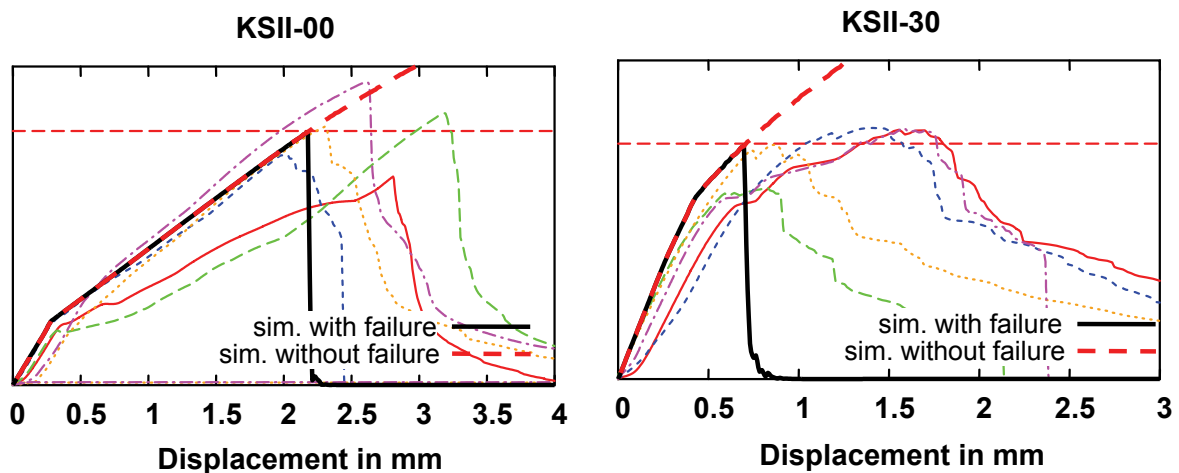 KSII-00
sim. with failure
sim. without failure
0 0.5 1 1.5 2 2.5 3 3.5 4
Displacement in mm
KSII-30
sim. with failure
sim. without failure
0 0.5 1 1.5 2 2.5 3
Displacement in mm